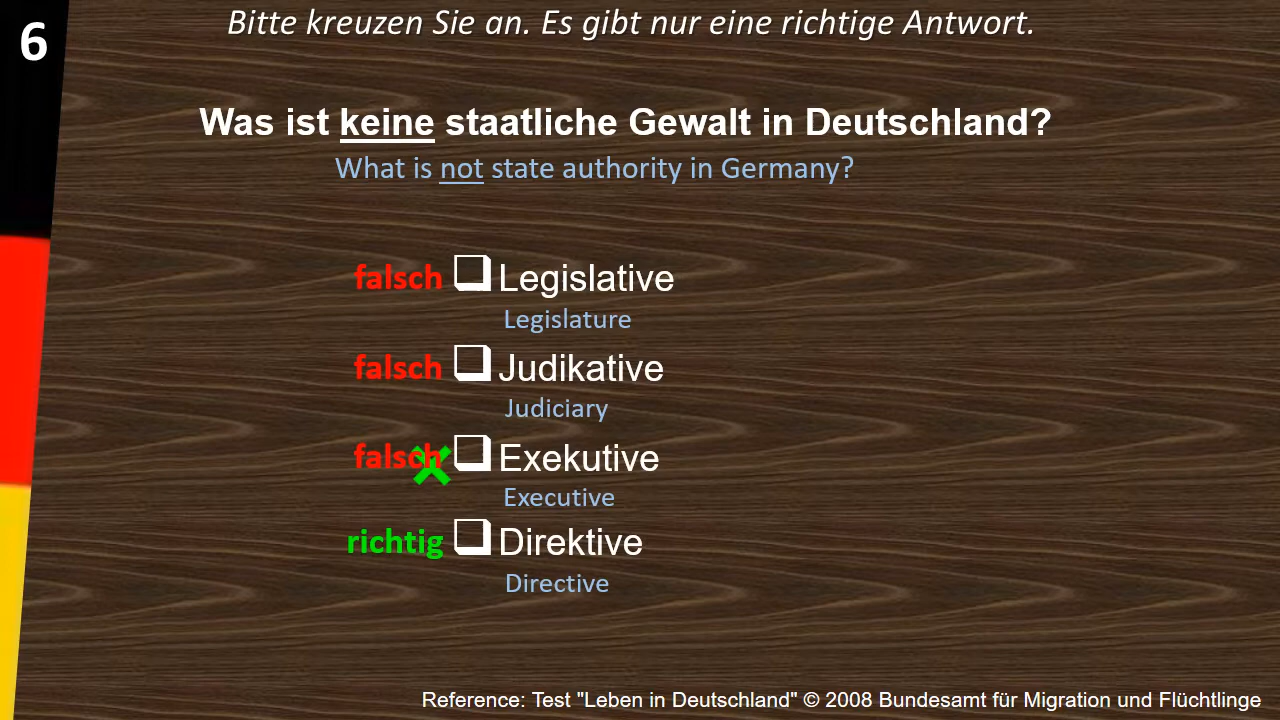 6
Bitte kreuzen Sie an. Es gibt nur eine richtige Antwort.
Was ist keine staatliche Gewalt in Deutschland?
What is not state authority in Germany?
falsch Legislative
Legislature
falsch Judikative
Judiciary
falsch Exekutive
Executive
richtig Direktive
Directive
Reference: Test "Leben in Deutschland" © 2008 Bundesamt für Migration und Flüchtlinge